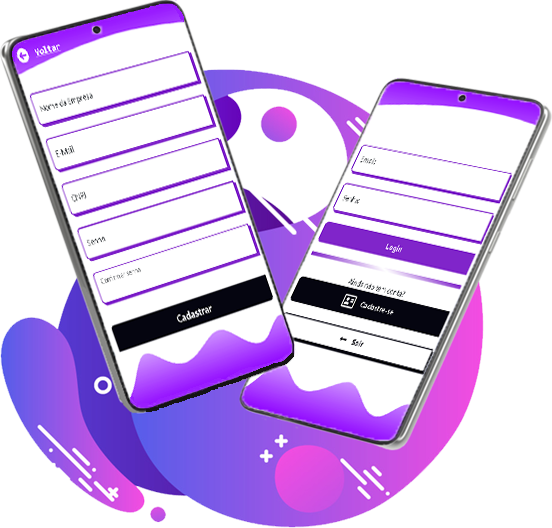 Voltar
Nome da Empresa
E-Mail
CNPJ
Senha
Confirmar senha
Cadastrar
Email
Senha
Login
Ainda não tem conta?
Cadastre-se
Sair